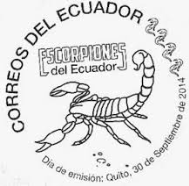 CORREOS DEL ECUADOR
ESCORPIONES
del Ecuador
Día de emisión: Quito, 30 de Septiembre de 2014